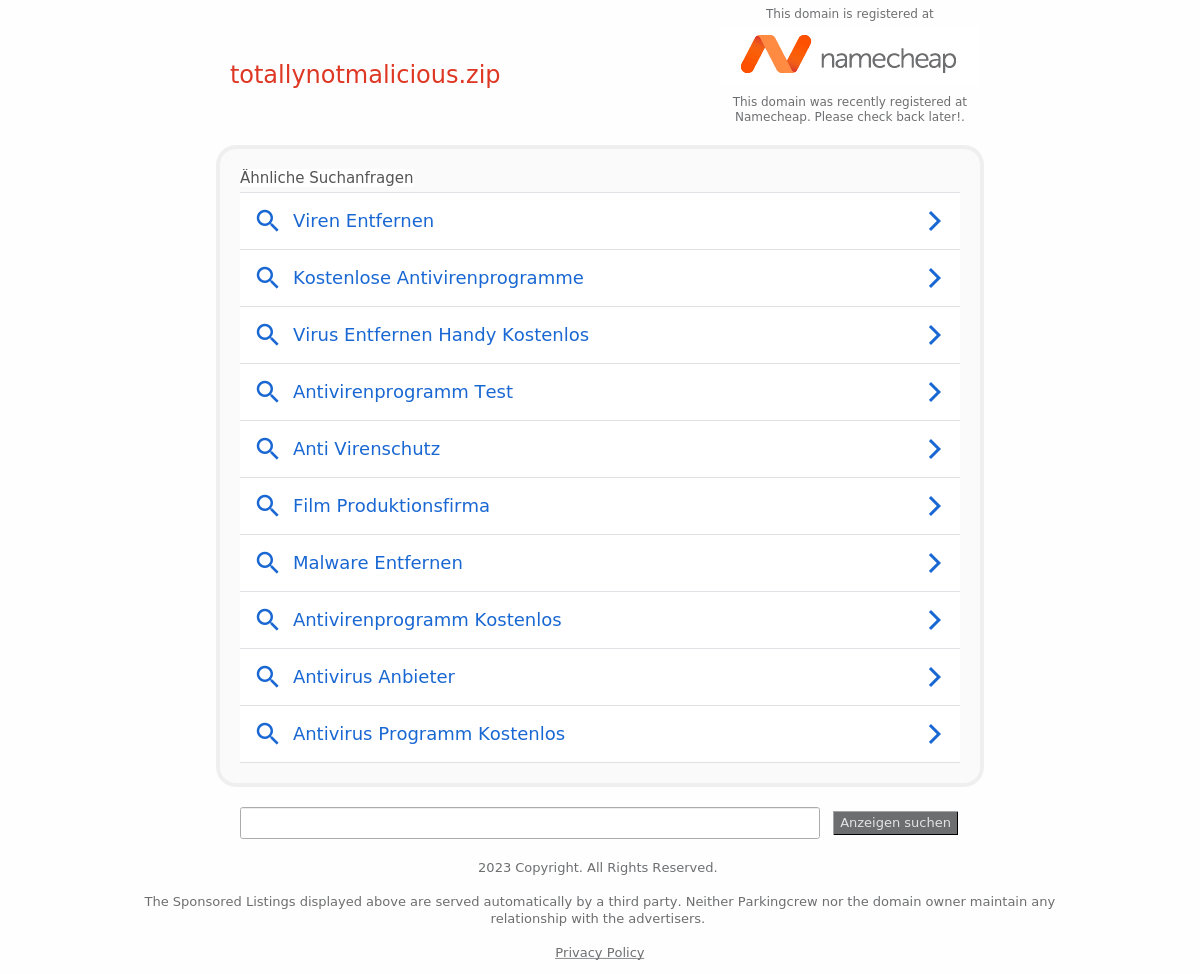 This domain is registered at
namecheap
totallynotmalicious.zip
This domain was recently registered at
Namecheap. Please check back later!.
Ähnliche Suchanfragen
Viren Entfernen
Kostenlose Antivirenprogramme
Virus Entfernen Handy Kostenlos
Antivirenprogramm Test
Anti Virenschutz
Film Produktionsfirma
Malware Entfernen
Antivirenprogramm Kostenlos
Antivirus Anbieter
Antivirus Programm Kostenlos
Anzeigen suchen
2023 Copyright. All Rights Reserved.
The Sponsored Listings displayed above are served automatically by a third party. Neither Parkingcrew nor the domain owner maintain any
relationship with the advertisers.
Privacy Policy